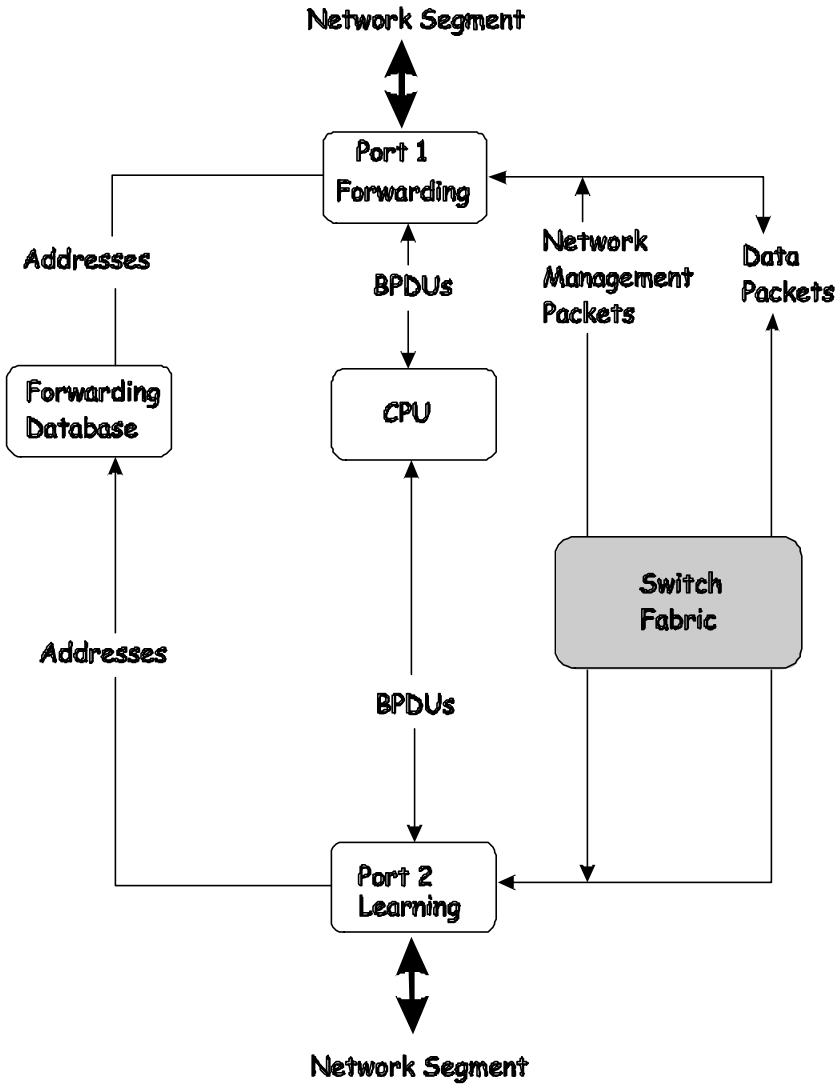 Network Segment
Port 1
Forwarding
Addresses
BPDUs
Network
Management
Packets
Data
Packets
Forwarding
Database
CPU
Switch
Fabric
Addresses
BPDUs
Port 2
Learning
Network Segment